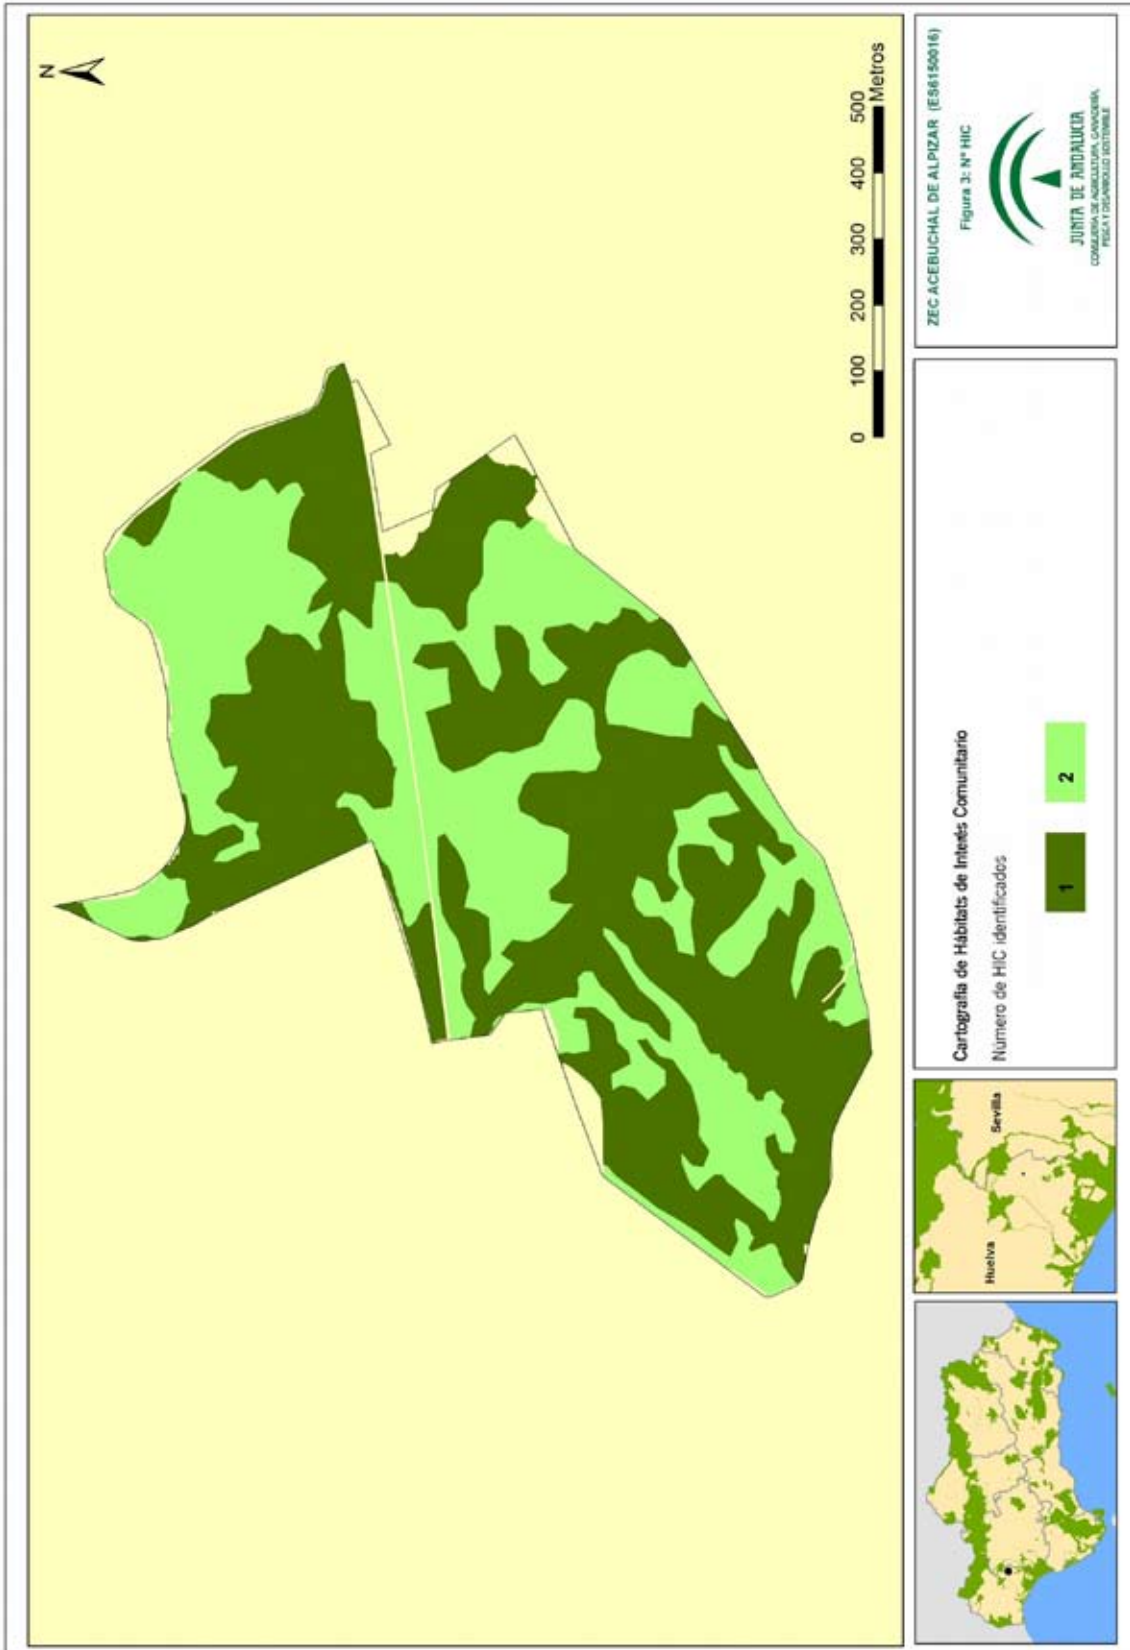 N
0 100 200 300 400 500
Metros
Huelva
Sevilla
Cartografía de Hábitats de Interés Comunitario
Número de HIC identificados
1
2
ZEC ACEBUCHAL DE ALPIZAR (ES6150016)
Figura 3: Nº HIC
JUNTA DE ANDALUCIA
CONSEJERÍA DE AGRICULTURA, GANADERÍA,
PESCA Y DESARROLLO SOSTENIBLE